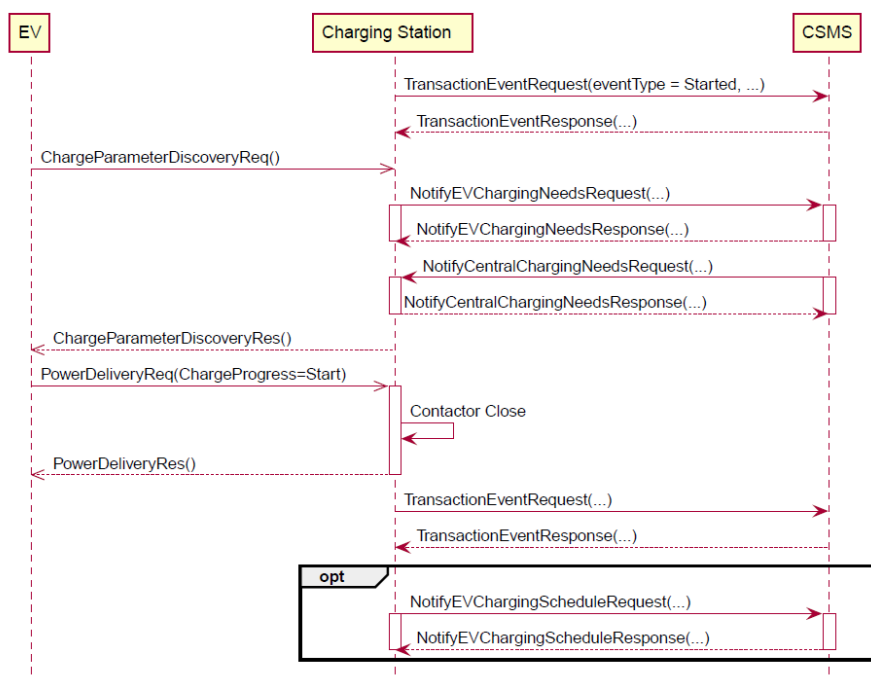 EV
Charging Station
CSMS
TransactionEventRequest(eventType = Started, ...)
TransactionEventResponse(...)
ChargeParameterDiscoveryReq()
NotifyEVChargingNeedsRequest(...)
NotifyEVChargingNeedsResponse(...)
NotifyCentralChargingNeedsRequest(...)
NotifyCentralChargingNeedsResponse(...)
ChargeParameterDiscoveryRes()
PowerDeliveryReq(ChargeProgress=Start)
Contactor Close
PowerDeliveryRes()
TransactionEventRequest(...)
TransactionEventResponse(...)
opt
NotifyEVChargingScheduleRequest(...)
NotifyEVChargingScheduleResponse(...)